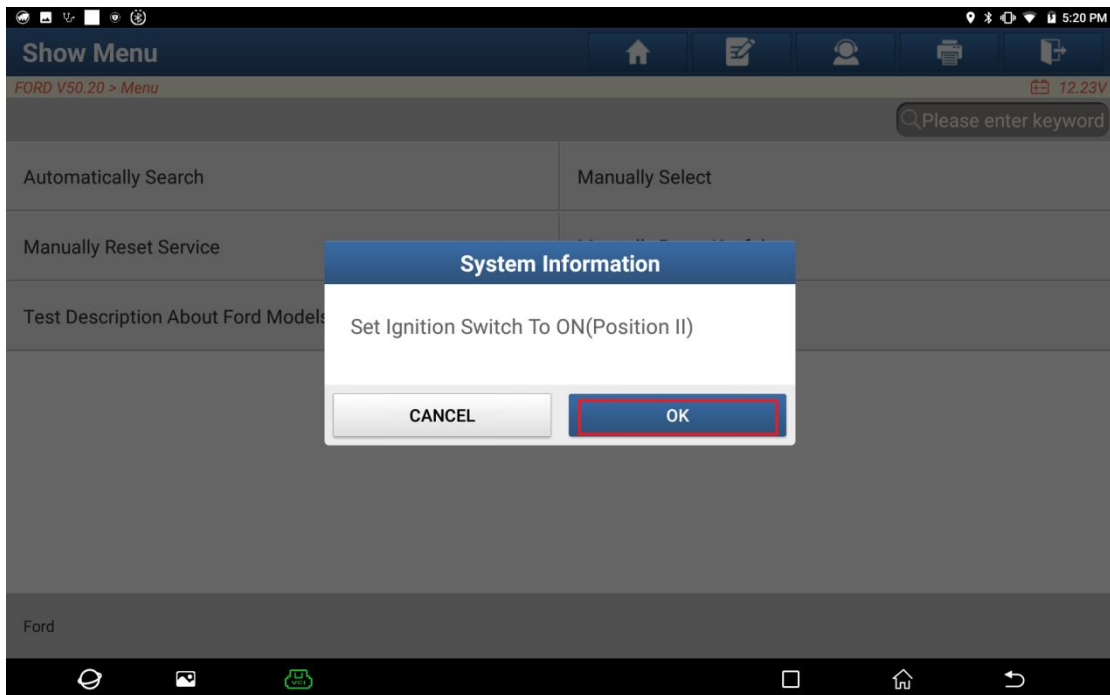 5:20 PM
Show Menu
FORD V50.20 > Menu
12.23V
Please enter keyword
Automatically Search
Manually Select
Manually Reset Service
System Information
Test Description About Ford Models
Set Ignition Switch To ON(Position II)
CANCEL
OK
Ford
VCI